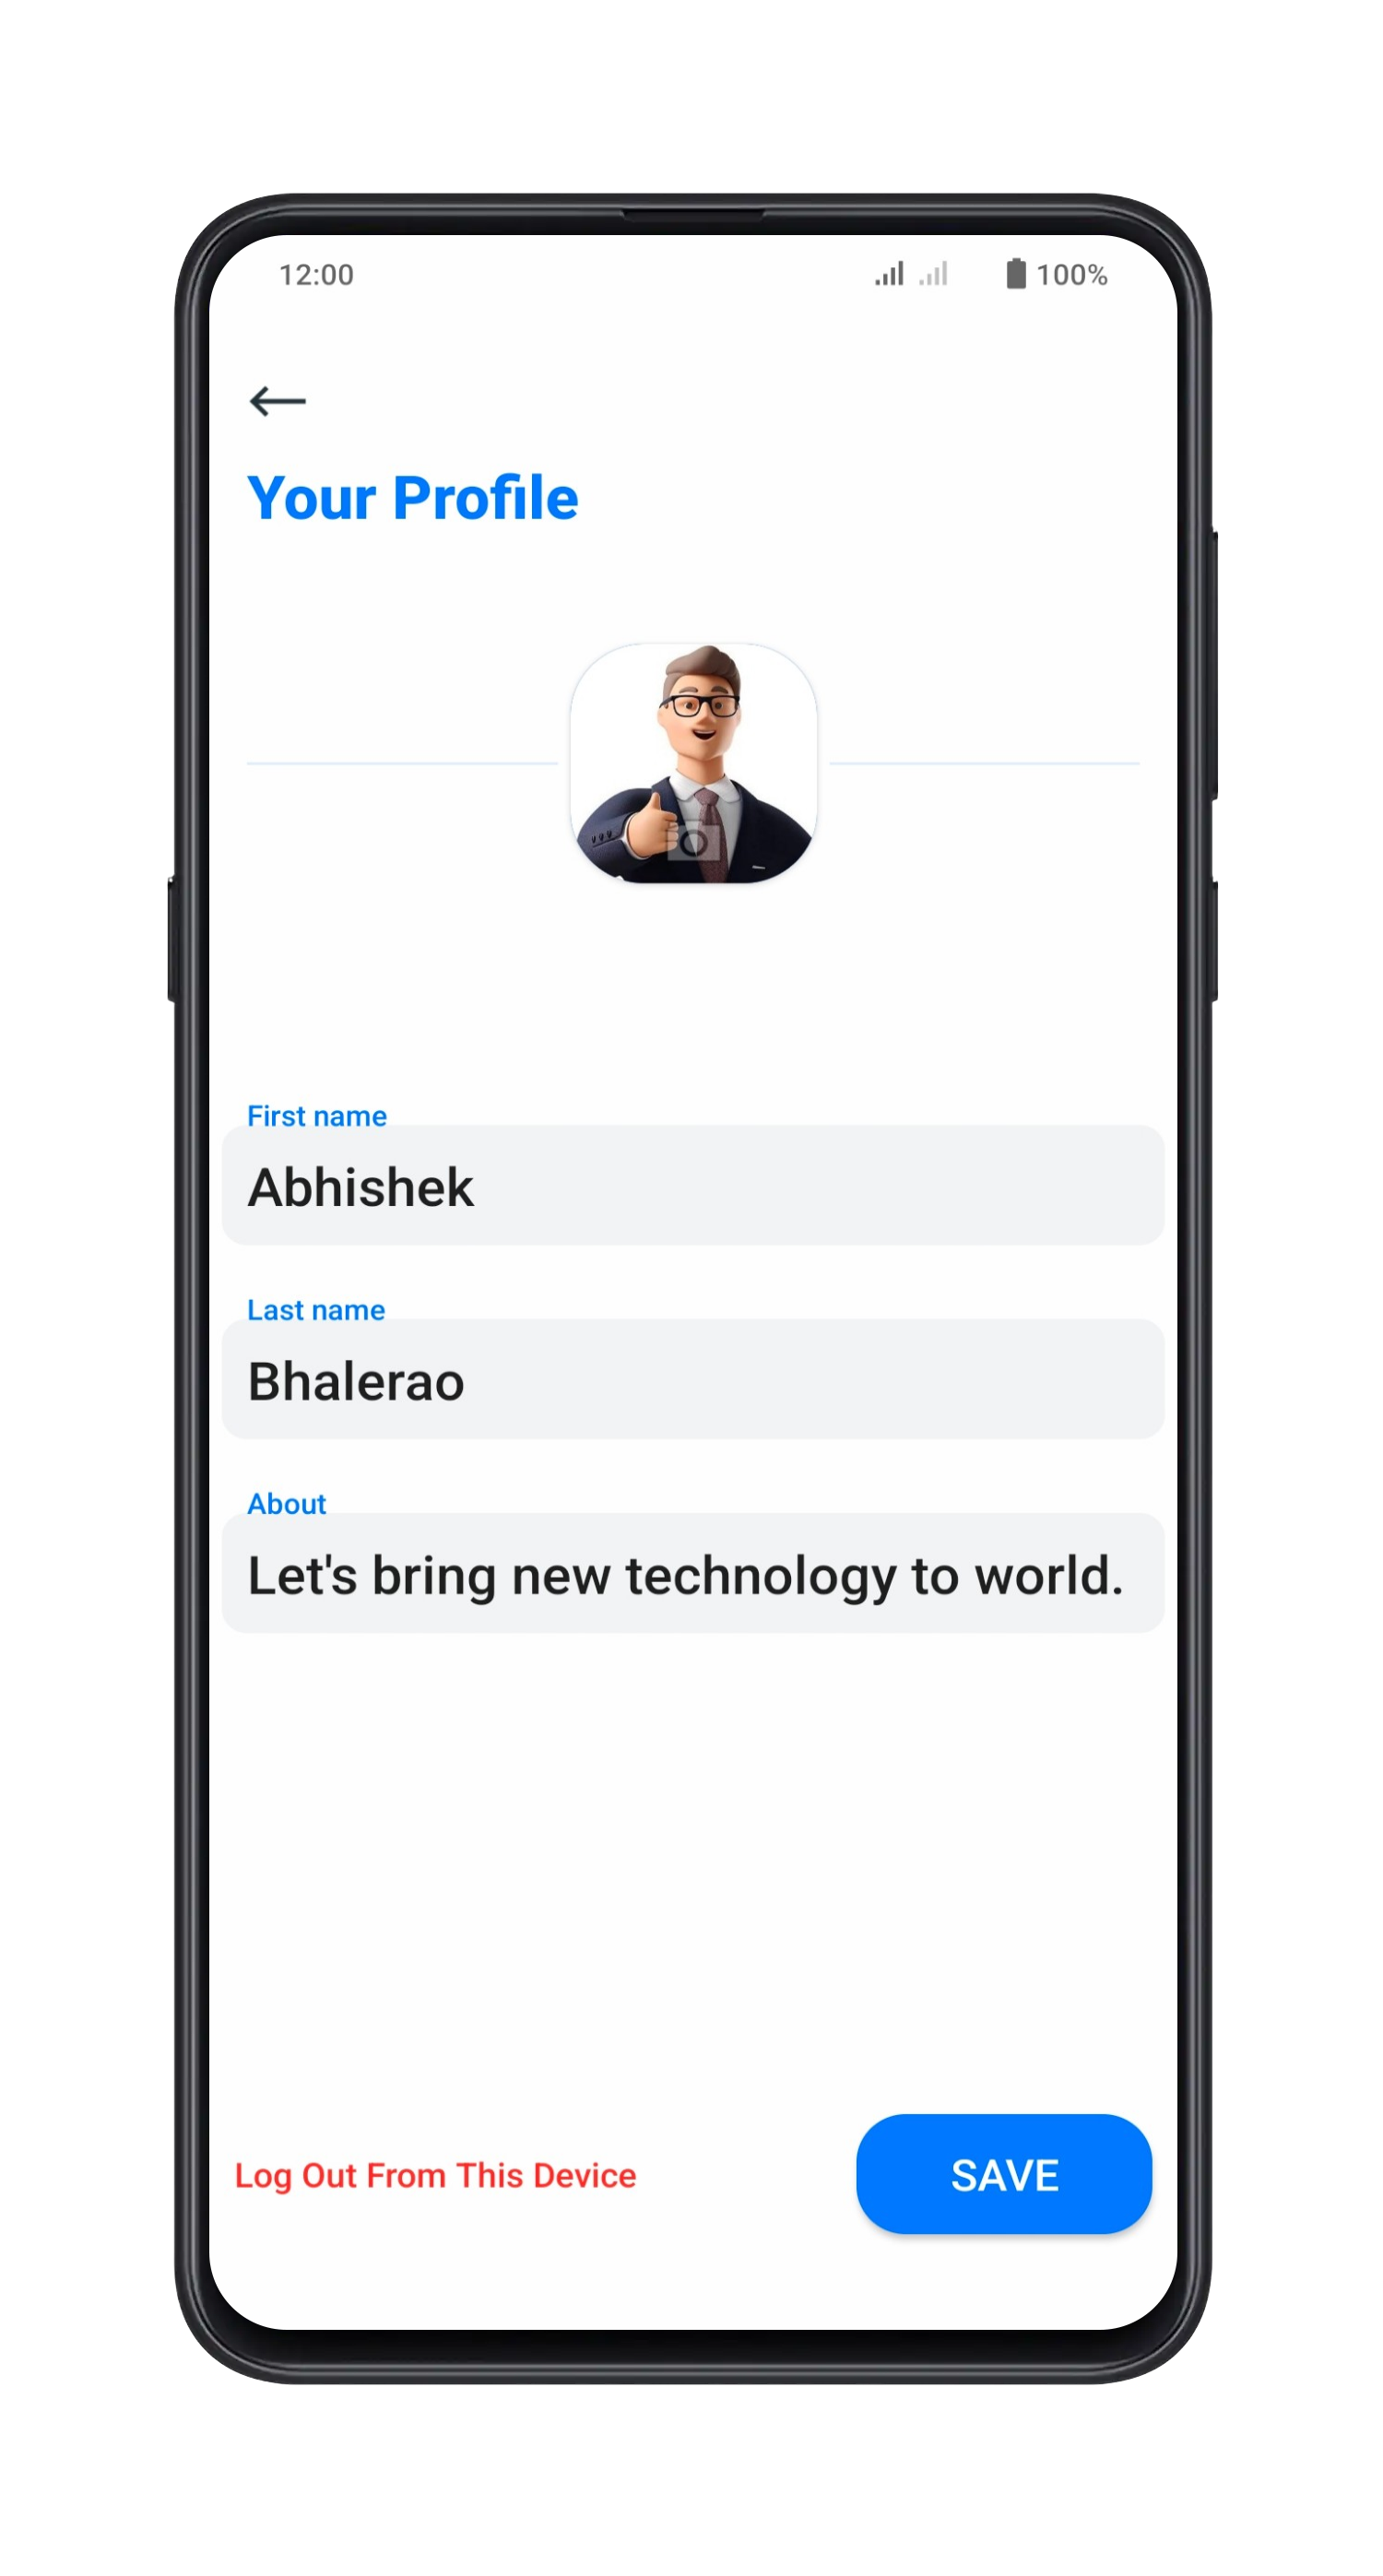 12:00 100%
Your Profile
First name
Abhishek
Last name
Bhalerao
About
Let's bring new technology to world.
Log Out From This Device SAVE